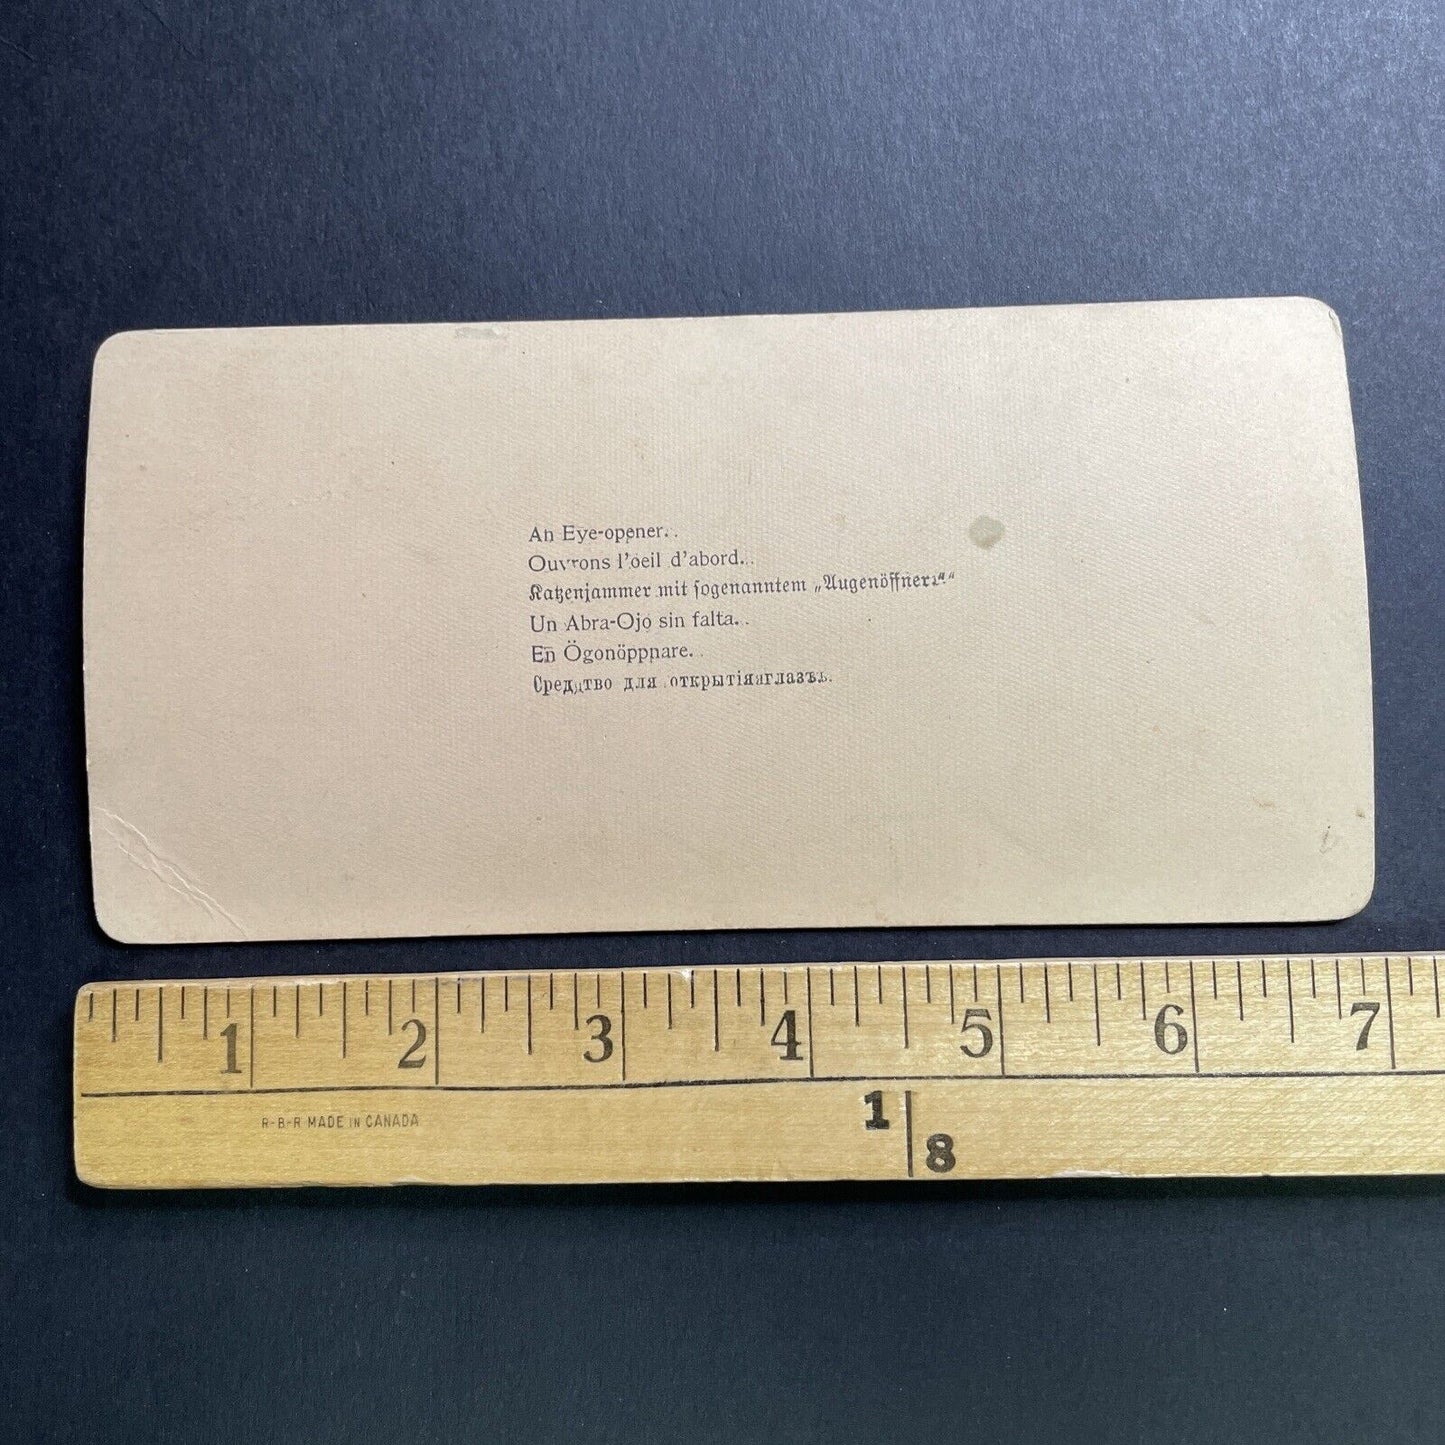 An Eye-opener.
Ouvrons l'oeil d'abord.
Katzenjammer mit sogenanntem „Augenöffner."
Un Abra-Ojo sin falta.
En Ögonöppnare.
Средство для открытія глазъ.
1 2 3 4 5 6 7
R-B-R MADE IN CANADA
1
8